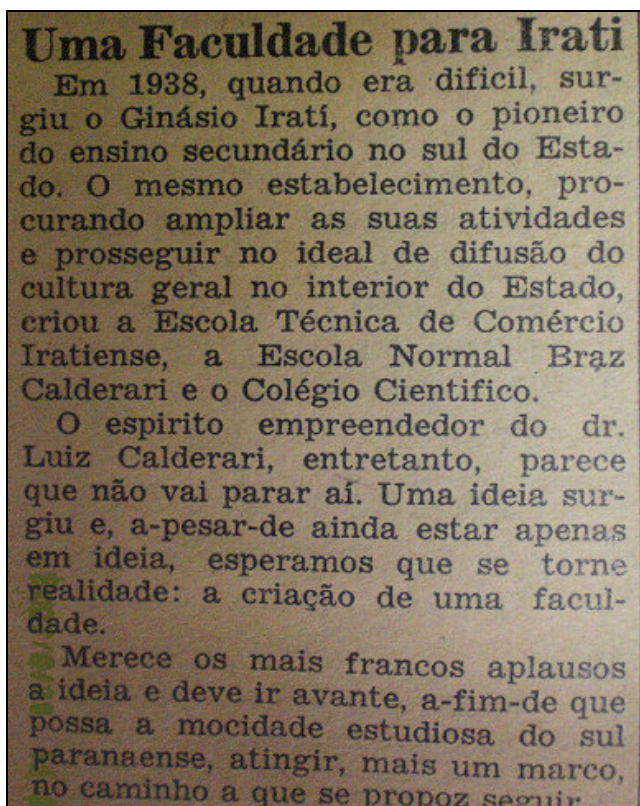 Uma Faculdade para Irati
Em 1938, quando era dificil, sur-
giu o Ginásio Iratí, como o pioneiro
do ensino secundário no sul do Esta-
do. O mesmo estabelecimento, pro-
curando ampliar as suas atividades
e prosseguir no ideal de difusão do
cultura geral no interior do Estado,
criou a Escola Técnica de Comércio
Iratiense, a Escola Normal Braz
Calderari e o Colégio Cientifico.
O espirito empreendedor do dr.
Luiz Calderari, entretanto, parece
que não vai parar aí. Uma ideia sur-
giu e, a-pesar-de ainda estar apenas
em ideia, esperamos que se torne
realidade: a criação de uma facul-
dade.
Merece os mais francos aplausos
a ideia e deve ir avante, a-fim-de que
possa a mocidade estudiosa do sul
paranaense, atingir, mais um marco,
no caminho a que se propoz seguir